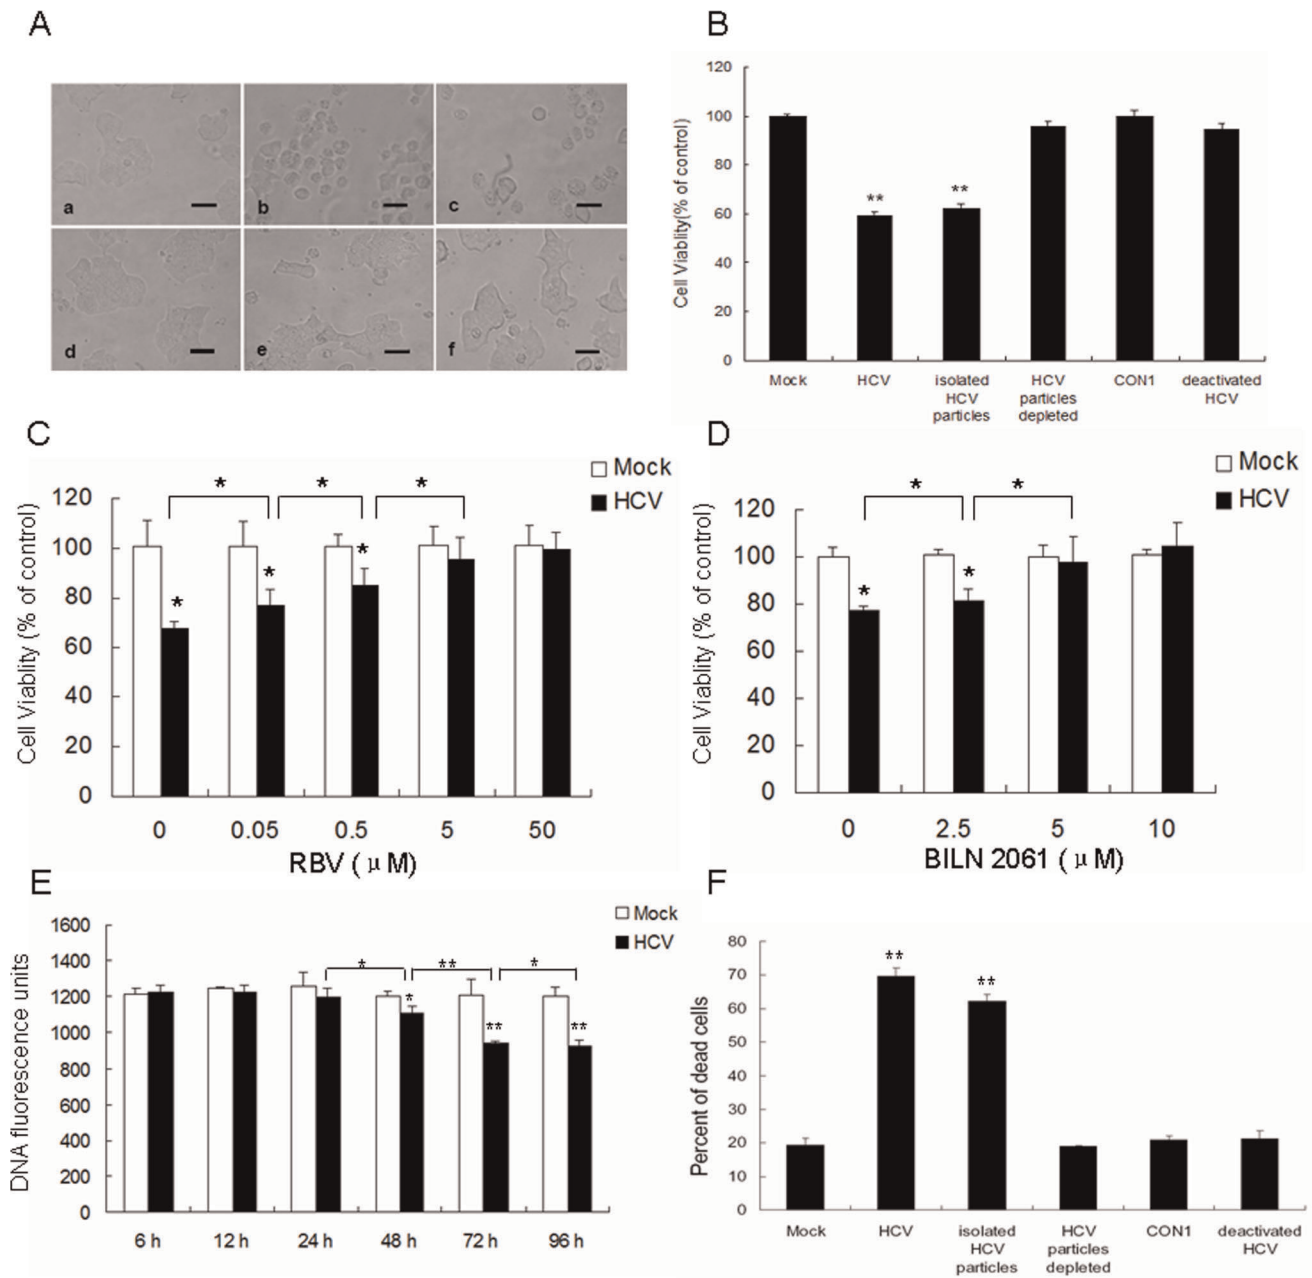 A
a
b
c
d
e
f
B
Cell Viablity(% of control)
120
100
80
60
40
20
0
**
**
Mock
HCV
isolated
HCV
particles
HCV
particles
depleted
CON1
deactivated
HCV
C
Mock
HCV
Cell Viablity (% of control)
120
100
80
60
40
20
0
* * *
* * *
0 0.05 0.5 5 50
RBV ( μ M)
D
Mock
HCV
Cell Viablity (% of control)
120
100
80
60
40
20
0
* *
* *
0 2.5 5 10
BILN 2061 ( μ M)
E
Mock
HCV
DNA fluorescence units
1600
1400
1200
1000
800
600
400
200
0
* ** *
* ** **
6 h 12 h 24 h 48 h 72 h 96 h
F
Percent of dead cells
80
70
60
50
40
30
20
10
0
**
**
Mock
HCV
isolated
HCV
particles
HCV
particles
depleted
CON1
deactivated
HCV